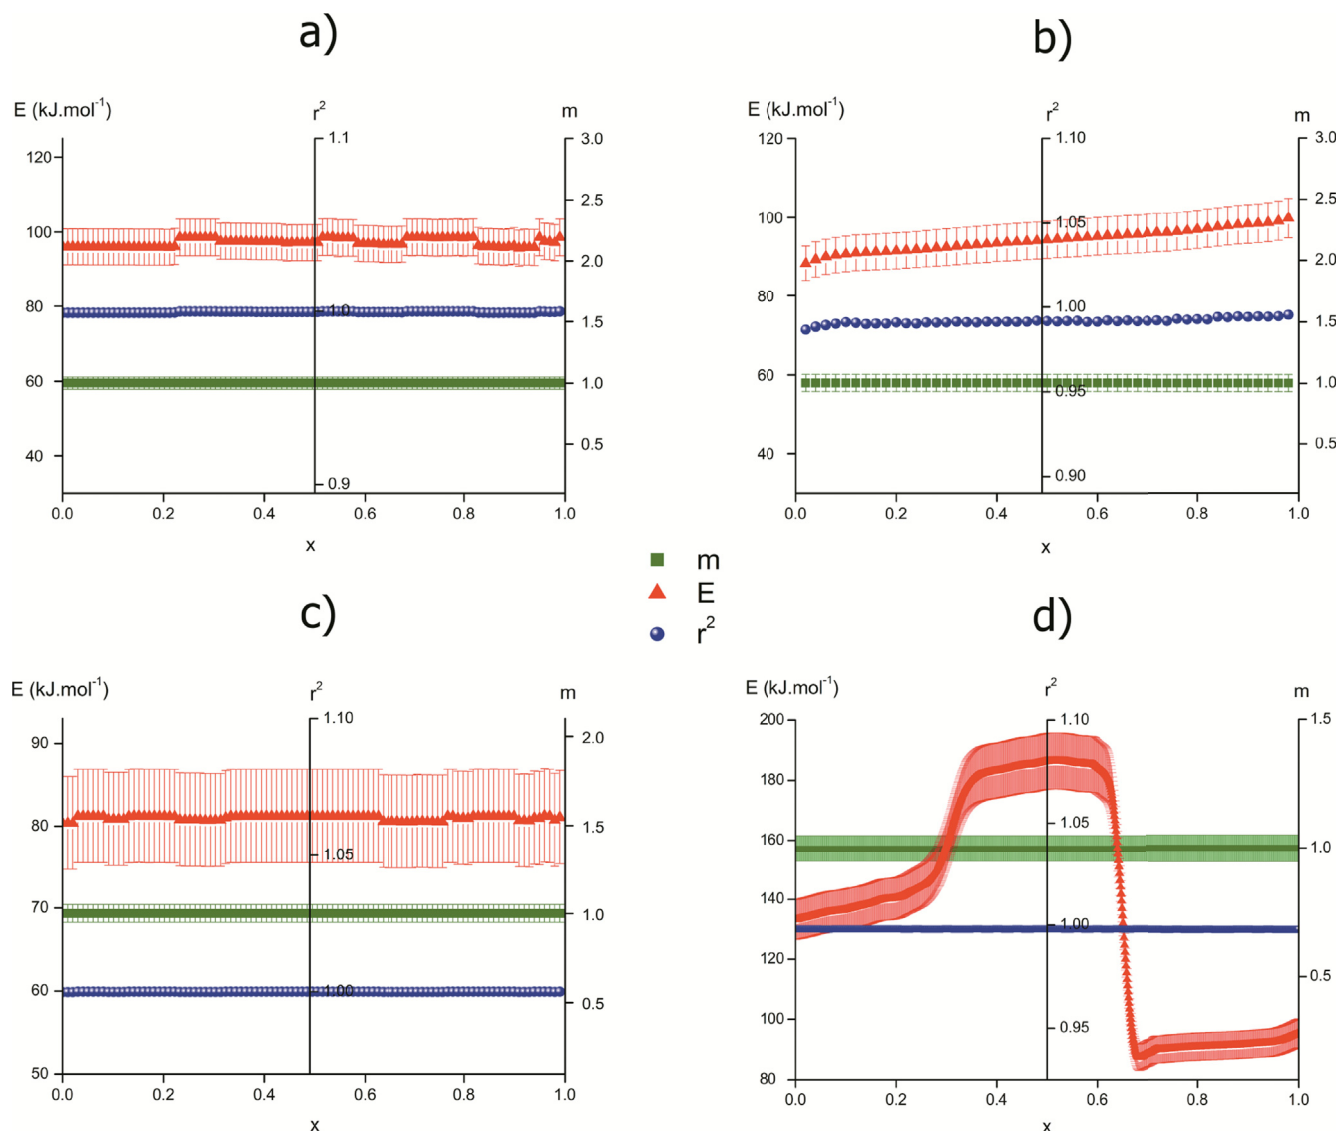 a)
E (kJ.mol⁻¹) r² m
1.1 3.0
120
2.5
100
2.0
80 1.0 1.5
60 1.0
40 0.5
0.9
0.0 0.2 0.4 0.6 0.8 1.0
x
b)
E (kJ.mol⁻¹) r² m
120 1.10 3.0
2.5
100 1.05
2.0
80 1.00
1.5
60 0.95 1.0
40 0.90 0.5
0.0 0.2 0.4 0.6 0.8 1.0
x
m
E
r²
c)
E (kJ.mol⁻¹) r² m
90 1.10 2.0
80 1.05 1.5
70 1.0
60 1.00 0.5
50
0.0 0.2 0.4 0.6 0.8 1.0
x
d)
E (kJ.mol⁻¹) r² m
200 1.10 1.5
180
160 1.05 1.0
140
1.00
120
0.5
100 0.95
80
0.0 0.2 0.4 0.6 0.8 1.0
x